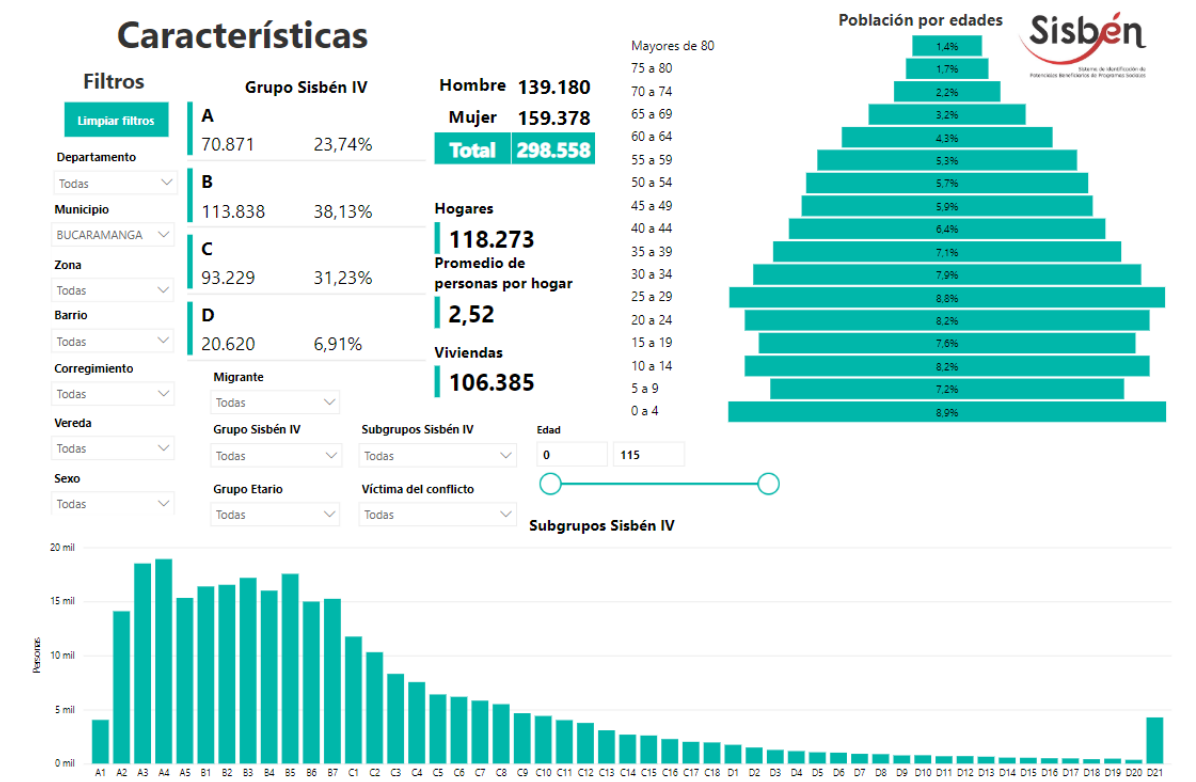 Características
Filtros
Limpiar filtros
Departamento
Todas
Municipio
BUCARAMANGA
Zona
Todas
Barrio
Todas
Corregimiento
Todas
Vereda
Todas
Sexo
Todas
Grupo Sisbén IV
A
70.871 23,74%
B
113.838 38,13%
C
93.229 31,23%
D
20.620 6,91%
Hombre 139.180
Mujer 159.378
Total 298.558
Hogares
118.273
Promedio de
personas por hogar
2,52
Viviendas
106.385
Migrante
Todas
Grupo Sisbén IV
Todas
Subgrupos Sisbén IV
Todas
Edad
0 115
Grupo Etario
Todas
Víctima del conflicto
Todas
Población por edades
Sisbén
Sistema de Identificación de
Potenciales Beneficiarios de Programas Sociales
Mayores de 80 1,4%
75 a 80 1,7%
70 a 74 2,2%
65 a 69 3,2%
60 a 64 4,3%
55 a 59 5,3%
50 a 54 5,7%
45 a 49 5,9%
40 a 44 6,4%
35 a 39 7,1%
30 a 34 7,9%
25 a 29 8,8%
20 a 24 8,2%
15 a 19 7,6%
10 a 14 8,2%
5 a 9 7,2%
0 a 4 8,9%
Subgrupos Sisbén IV
Personas
20 mil
15 mil
10 mil
5 mil
0 mil
A1 A2 A3 A4 A5 B1 B2 B3 B4 B5 B6 B7 C1 C2 C3 C4 C5 C6 C7 C8 C9 C10 C11 C12 C13 C14 C15 C16 C17 C18 D1 D2 D3 D4 D5 D6 D7 D8 D9 D10 D11 D12 D13 D14 D15 D16 D17 D18 D19 D20 D21